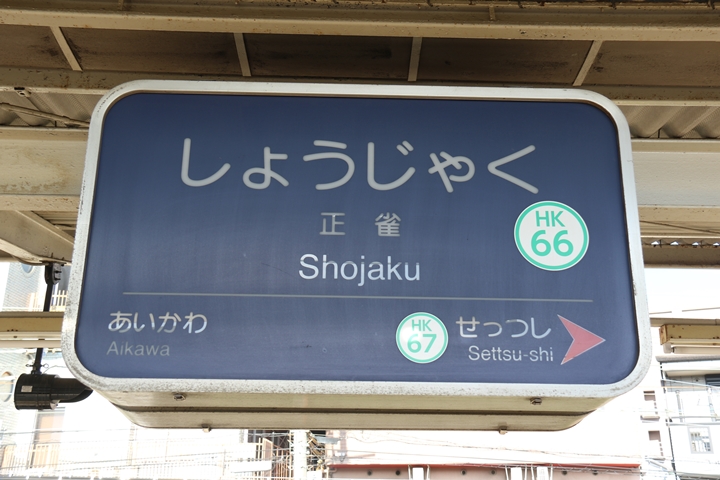 しょうじゃく
正雀
HK
66
Shojaku
あいかわ
Aikawa
HK
67
せっつし
Settsu-shi